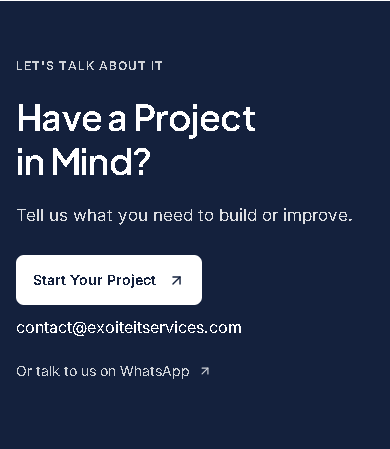 LET'S TALK ABOUT IT
Have a Project
in Mind?
Tell us what you need to build or improve.
Start Your Project
contact@exoiteitservices.com
Or talk to us on WhatsApp